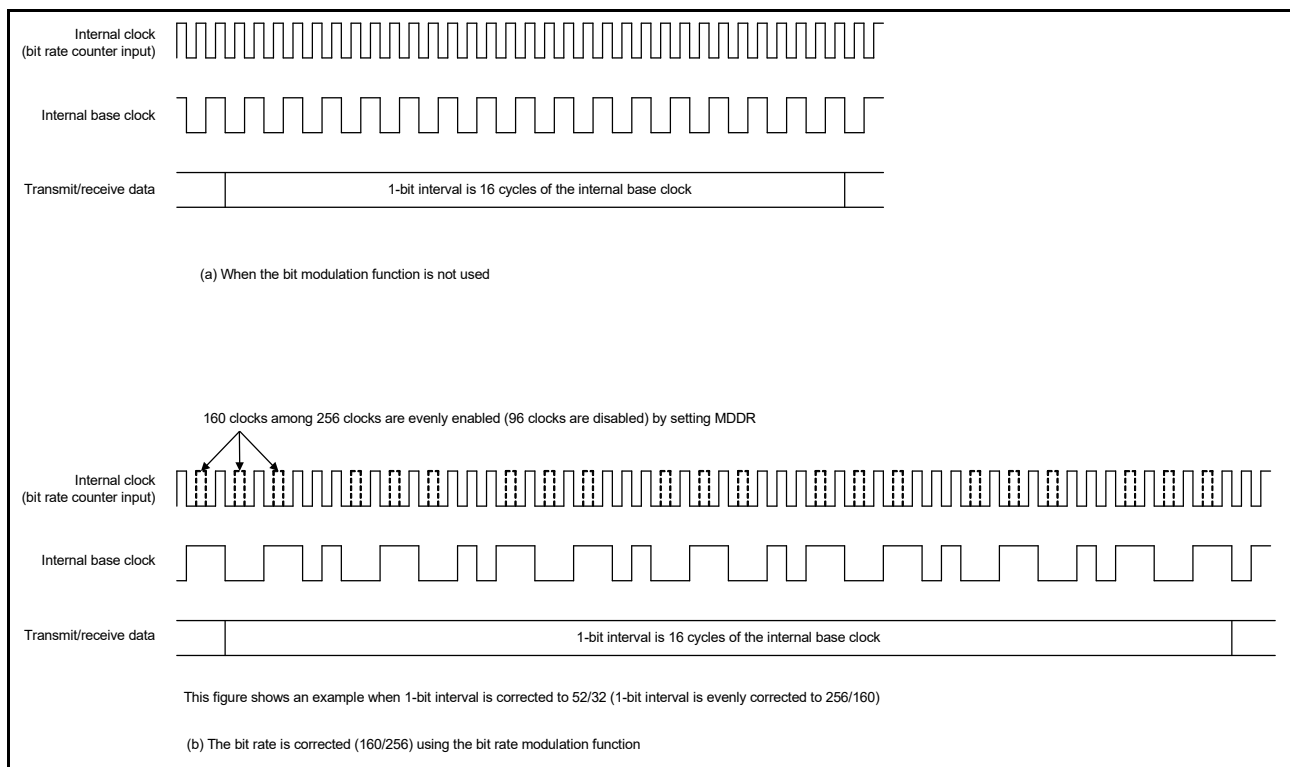 Internal clock
(bit rate counter input)
Internal base clock
Transmit/receive data
1-bit interval is 16 cycles of the internal base clock
(a) When the bit modulation function is not used
160 clocks among 256 clocks are evenly enabled (96 clocks are disabled) by setting MDDR
Internal clock
(bit rate counter input)
Internal base clock
Transmit/receive data
1-bit interval is 16 cycles of the internal base clock
This figure shows an example when 1-bit interval is corrected to 52/32 (1-bit interval is evenly corrected to 256/160)
(b) The bit rate is corrected (160/256) using the bit rate modulation function